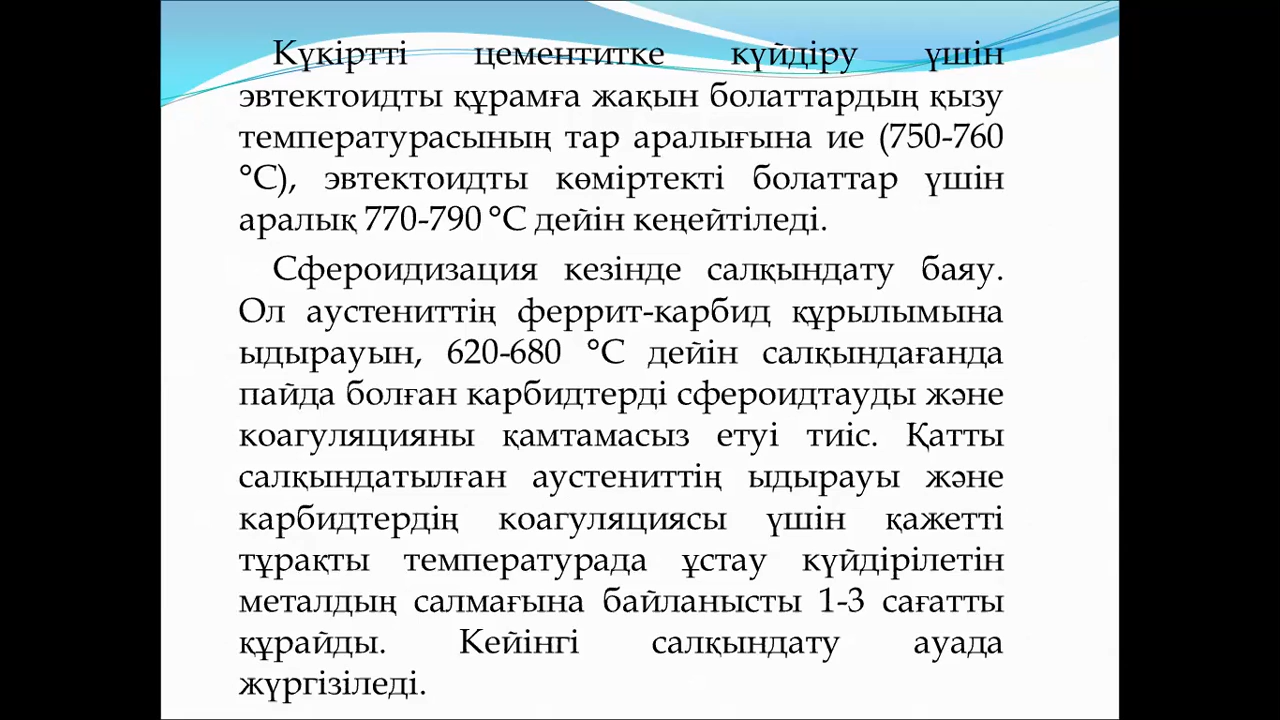 Күкіртті цементитке күйдіру үшін
эвтектоидты құрамға жақын болаттардың қызу
температурасының тар аралығына ие (750-760
°С), эвтектоидты көміртекті болаттар үшін
аралық 770-790 °С дейін кеңейтіледі.
Сфероидизация кезінде салқындату баяу.
Ол аустениттің феррит-карбид құрылымына
ыдырауын, 620-680 °С дейін салқындағанда
пайда болған карбидтерді сфероидтауды және
коагуляцияны қамтамасыз етуі тиіс. Қатты
салқындатылған аустениттің ыдырауы және
карбидтердің коагуляциясы үшін қажетті
тұрақты температурада ұстау күйдірілетін
металдың салмағына байланысты 1-3 сағатты
құрайды. Кейінгі салқындату ауада
жүргізіледі.